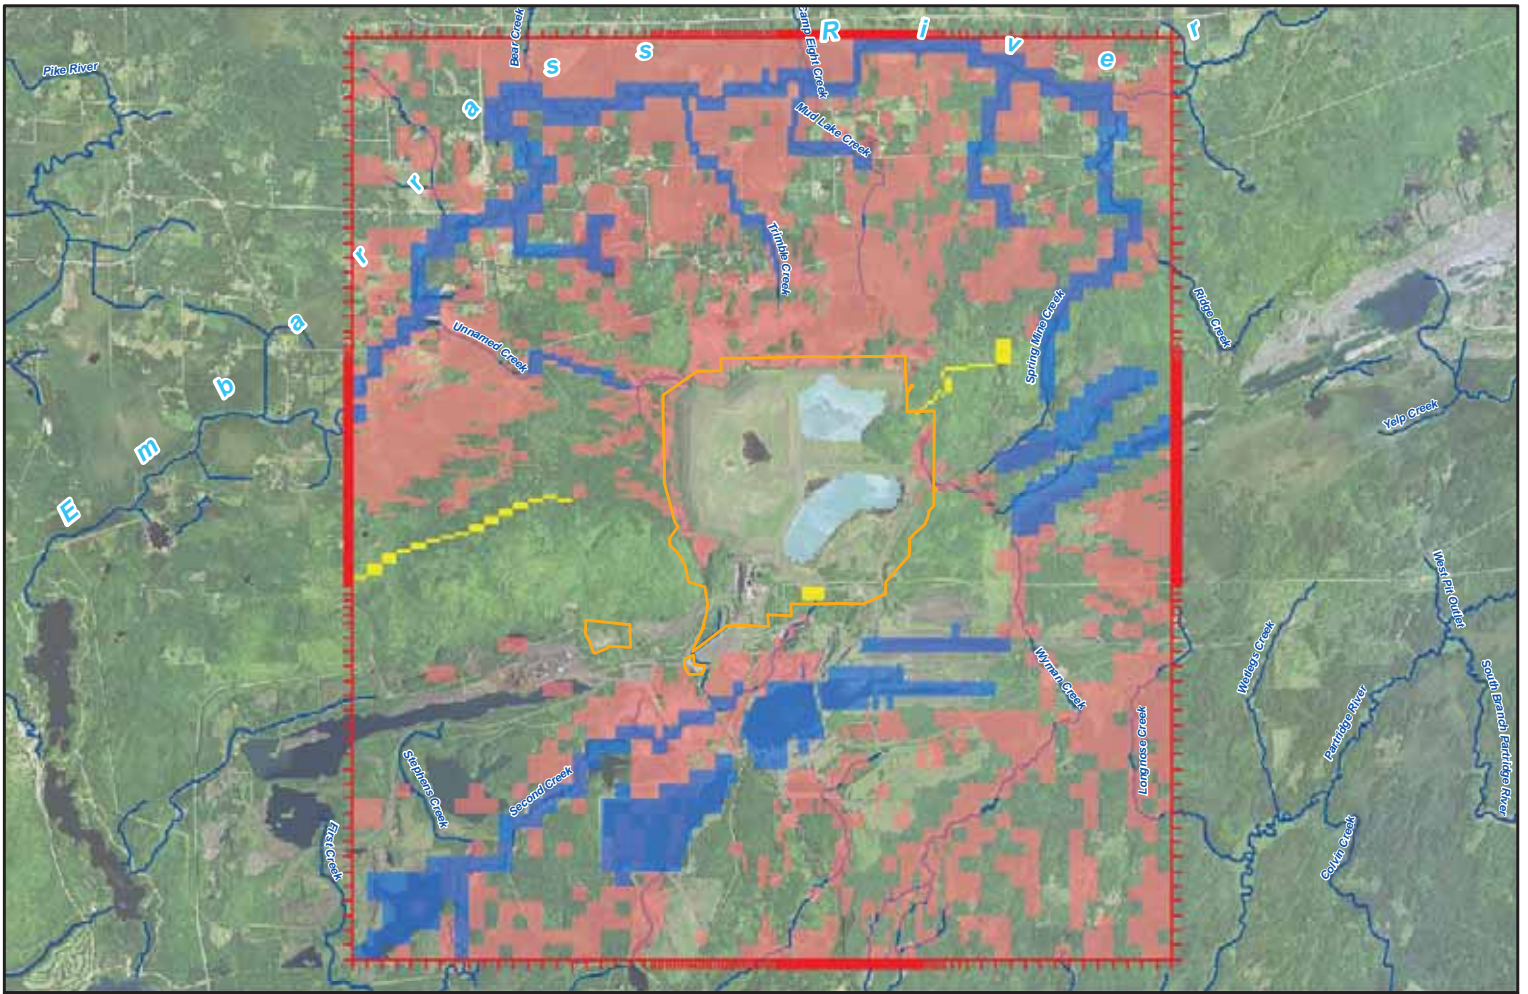 Embarrass River
Pike River
Bear Creek
Camp Eight Creek
Mud Lake Creek
Trimble Creek
Unnamed Creek
Spring Mine Creek
Ridge Creek
Yelp Creek
West Pit Outlet
Wetlegs Creek
Wyman Creek
Longnose Creek
Partridge River
South Branch Partridge River
Stephens Creek
Second Creek
First Creek
Colvin Creek